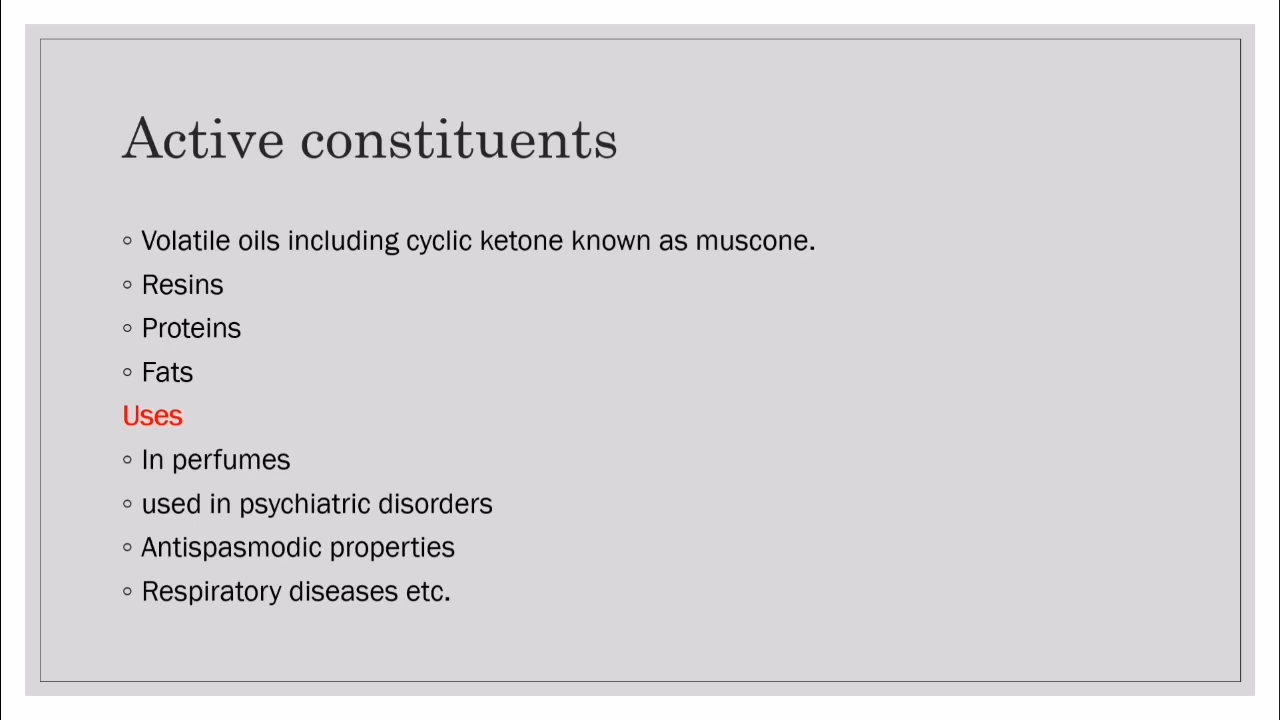 Active constituents
◦ Volatile oils including cyclic ketone known as muscone.
◦ Resins
◦ Proteins
◦ Fats
Uses
◦ In perfumes
◦ used in psychiatric disorders
◦ Antispasmodic properties
◦ Respiratory diseases etc.